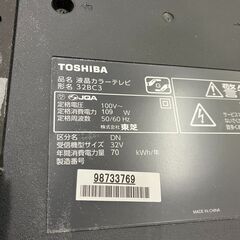 TOSHIBA
品名 液晶カラーテレビ
形名 32BC3
JQA
定格電圧 100V～
定格消費電力 109 W
定格周波数 50/60 Hz
株式会社 東芝
区分名 DN
受信機型サイズ 32V
年間消費電力量 70 kWh/年
製造番号
98733769
MADE IN CHINA
警